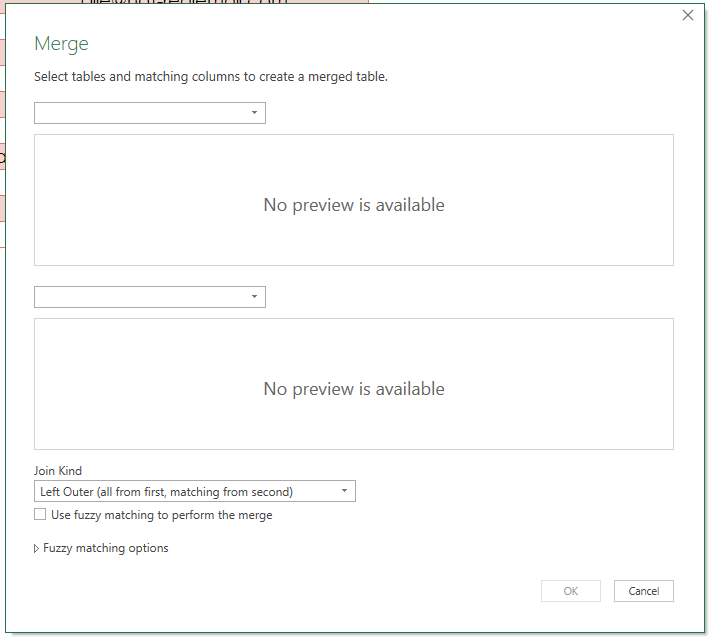 Merge
Select tables and matching columns to create a merged table.
No preview is available
No preview is available
Join Kind
Left Outer (all from first, matching from second)
Use fuzzy matching to perform the merge
Fuzzy matching options
OK
Cancel